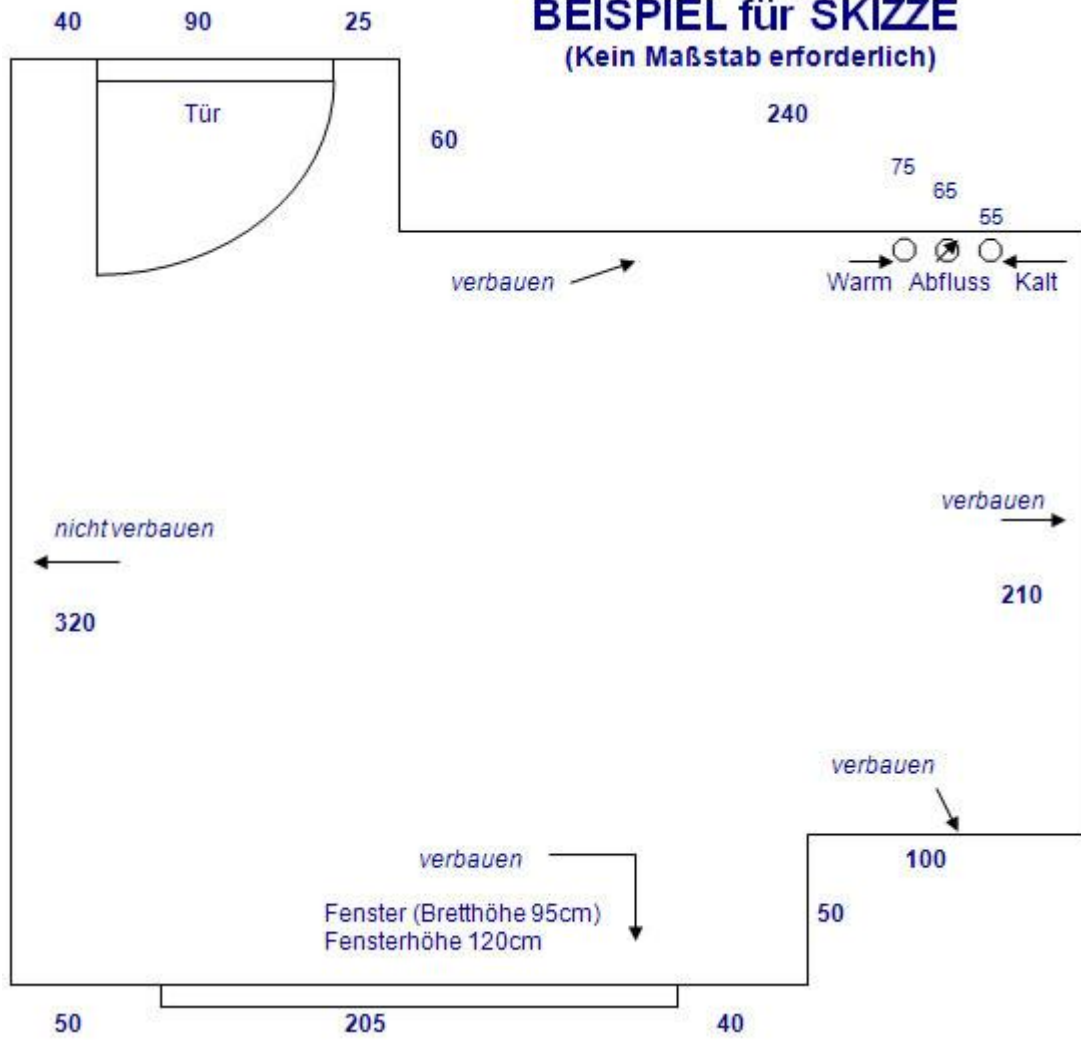 40 90 25
BEISPIEL für SKIZZE
(Kein Maßstab erforderlich)
Tür
60
240
75
65
55
verbauen
Warm Abfluss Kalt
nicht verbauen
verbauen
320
210
verbauen
verbauen
100
Fenster (Bretthöhe 95cm)
50
Fensterhöhe 120cm
50 205 40